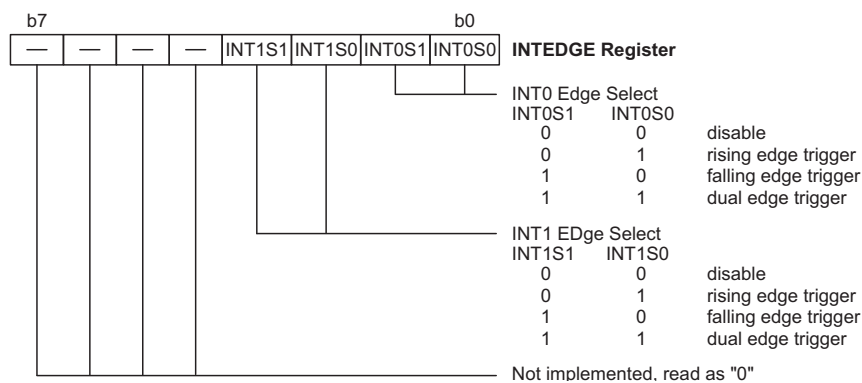 b7 b0
— — — — INT1S1 INT1S0 INT0S1 INT0S0 INTEDGE Register
INT0 Edge Select
INT0S1 INT0S0
0 0 disable
0 1 rising edge trigger
1 0 falling edge trigger
1 1 dual edge trigger
INT1 EDge Select
INT1S1 INT1S0
0 0 disable
0 1 rising edge trigger
1 0 falling edge trigger
1 1 dual edge trigger
Not implemented, read as "0"